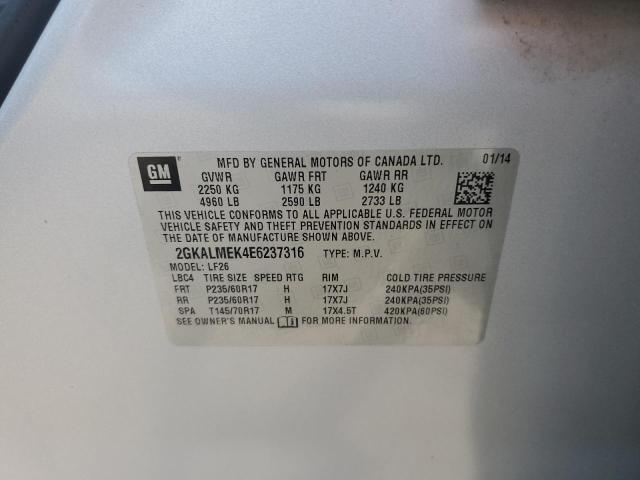 GM ® MFD BY GENERAL MOTORS OF CANADA LTD. 01/14
GVWR GAWR FRT GAWR RR
2250 KG 1175 KG 1240 KG
4960 LB 2590 LB 2733 LB
THIS VEHICLE CONFORMS TO ALL APPLICABLE U.S. FEDERAL MOTOR
VEHICLE SAFETY AND THEFT PREVENTION STANDARDS IN EFFECT ON
THE DATE OF MANUFACTURE SHOWN ABOVE.
2GKALMEK4E6237316 TYPE: M.P.V.
MODEL: LF26
LBC4 TIRE SIZE SPEED RTG RIM COLD TIRE PRESSURE
FRT P235/60R17 H 17X7J 240KPA(35PSI)
RR P235/60R17 H 17X7J 240KPA(35PSI)
SPA T145/70R17 M 17X4.5T 420KPA(60PSI)
SEE OWNER'S MANUAL FOR MORE INFORMATION.